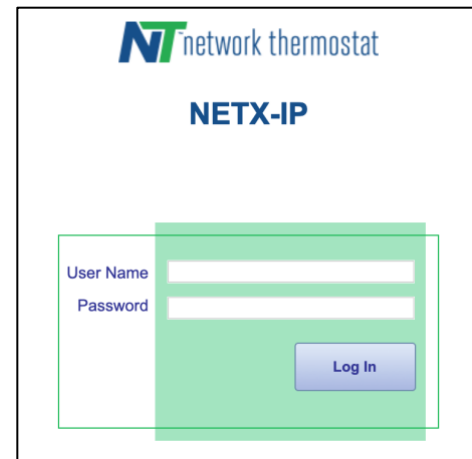 NT network thermostat
NETX-IP
User Name
Password
Log In